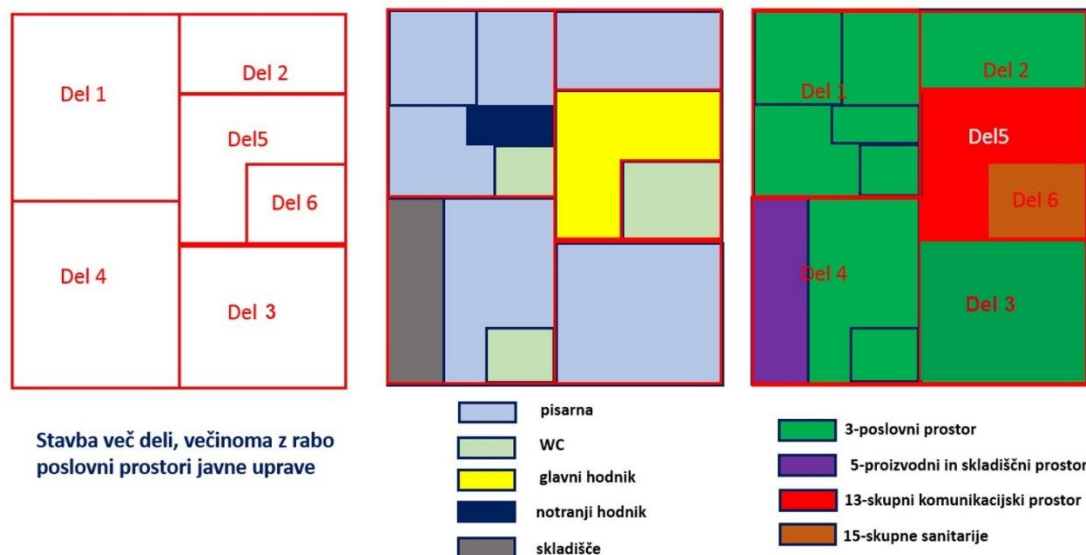 Del 1
Del 2
Del5
Del 6
Del 4
Del 3
Stavba več deli, večinoma z rabo
poslovni prostori javne uprave
pisarna
WC
glavni hodnik
notranji hodnik
skladišče
Del 1
Del 2
Del5
Del 6
Del 4
Del 3
3-poslovni prostor
5-proizvodni in skladiščni prostor
13-skupni komunikacijski prostor
15-skupne sanitarije